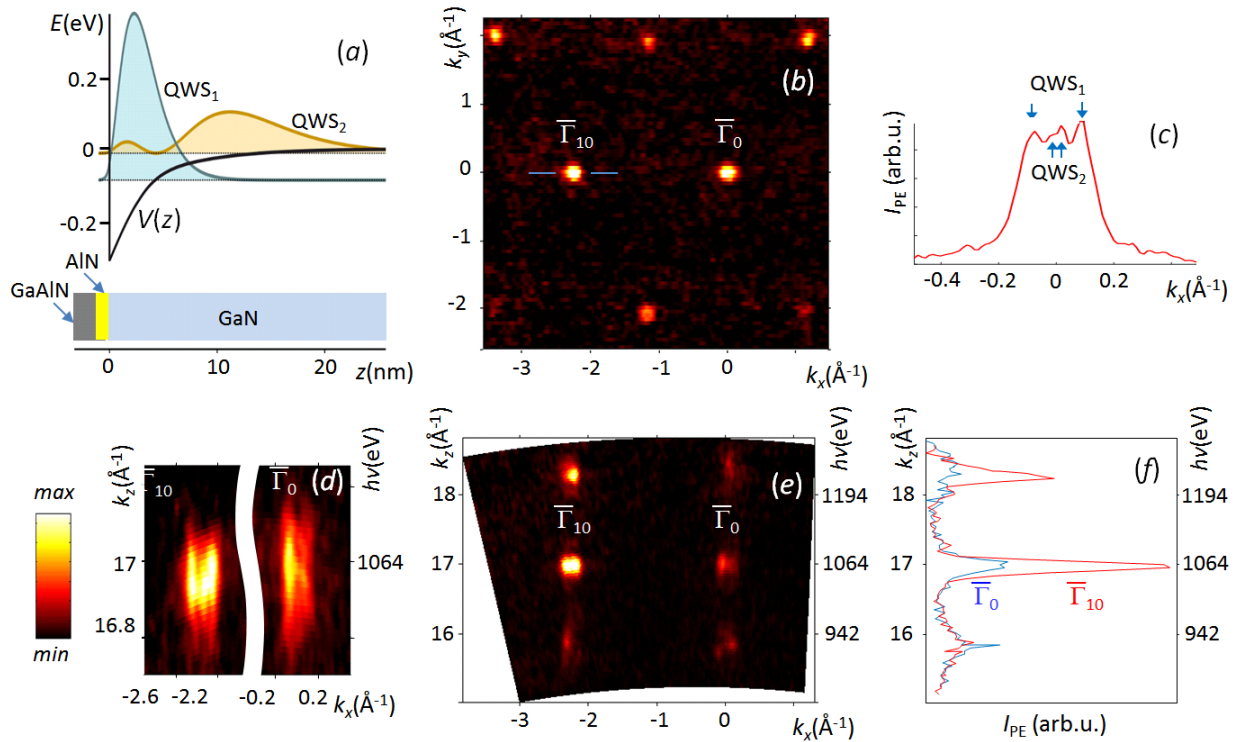 E(eV)
(a)
0.2
QWS1
QWS2
0
V(z)
-0.2
AlN
GaAlN
GaN
0
10
20
z(nm)
ky(Å-1)
(b)
1
Γ10
Γ0
0
-1
-2
-3
-2
-1
0
1
kx(Å-1)
QWS1
(c)
QWS2
IPE (arb.u.)
-0.4
-0.2
0
0.2
kx(Å-1)
max
min
kz(Å-1)
Γ10
Γ0
(d)
hν(eV)
17
1064
16.8
-2.6
-2.2
-0.2
0.2
kx(Å-1)
kz(Å-1)
hν(eV)
(e)
18
1194
Γ10
Γ0
17
1064
16
942
-3
-2
-1
0
1
kx(Å-1)
kz(Å-1)
hν(eV)
(f)
18
1194
17
1064
Γ0
Γ10
16
942
IPE (arb.u.)